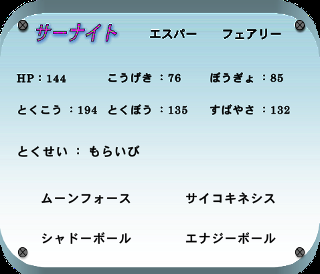 サーナイト エスパー フェアリー
HP：144 こうげき：76 ぼうぎょ：85
とくこう：194 とくぼう：135 すばやさ：132
とくせい： もらいび
ムーンフォース サイコキネシス
シャドーボール エナジーボール